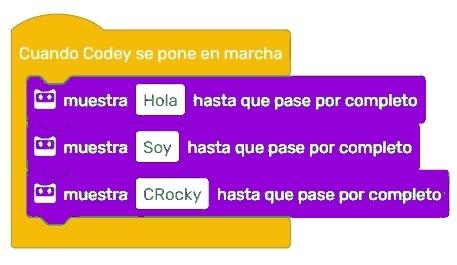 Cuando Codey se pone en marcha
muestra Hola hasta que pase por completo
muestra Soy hasta que pase por completo
muestra CRocky hasta que pase por completo